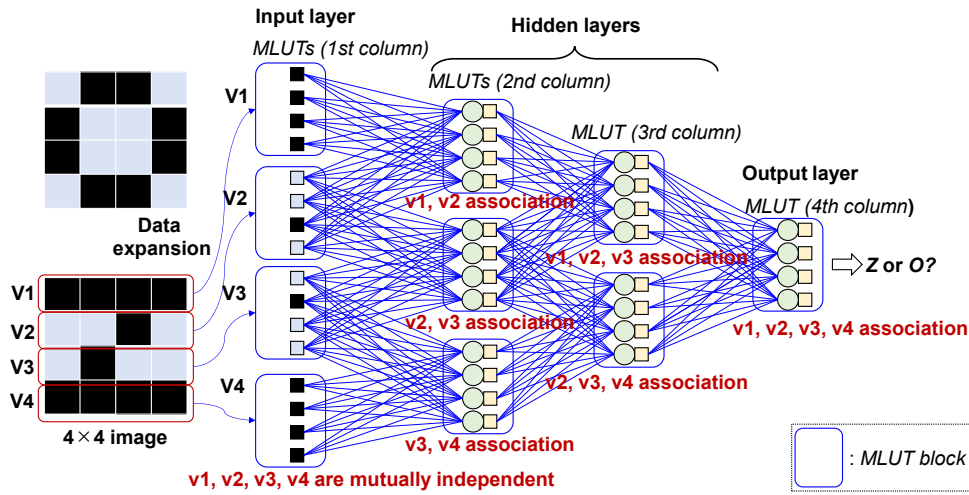 Input layer
MLUTs (1st column)
Hidden layers
MLUTs (2nd column)
MLUT (3rd column)
Output layer
MLUT (4th column)
V1
V2
V3
V4
Data
expansion
V1
V2
V3
V4
4×4 image
v1, v2 association
v2, v3 association
v3, v4 association
v1, v2, v3 association
v2, v3, v4 association
Z or O?
v1, v2, v3, v4 association
v1, v2, v3, v4 are mutually independent
: MLUT block